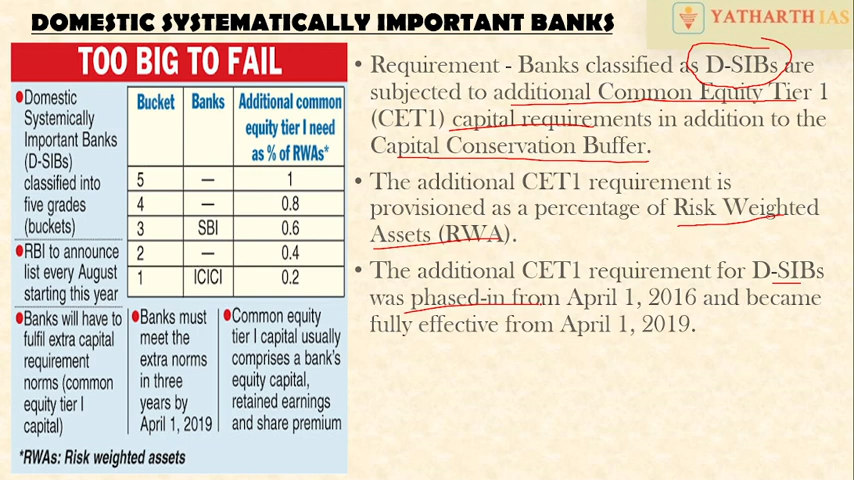 DOMESTIC SYSTEMATICALLY IMPORTANT BANKS
YATHARTH IAS
TOO BIG TO FAIL
• Domestic
Systemically
Important Banks
(D-SIBs)
classified into
five grades
(buckets)
• RBI to announce
list every August
starting this year
Bucket Banks Additional common
equity tier I need
as % of RWAs*
5 — 1
4 — 0.8
3 SBI 0.6
2 — 0.4
1 ICICI 0.2
• Banks will have to
fulfil extra capital
requirement
norms (common
equity tier I
capital)
• Banks must
meet the
extra norms
in three
years by
April 1, 2019
• Common equity
tier I capital usually
comprises a bank's
equity capital,
retained earnings
and share premium
*RWAs: Risk weighted assets
• Requirement - Banks classified as D-SIBs are
subjected to additional Common Equity Tier 1
(CET1) capital requirements in addition to the
Capital Conservation Buffer.
• The additional CET1 requirement is
provisioned as a percentage of Risk Weighted
Assets (RWA).
• The additional CET1 requirement for D-SIBs
was phased-in from April 1, 2016 and became
fully effective from April 1, 2019.